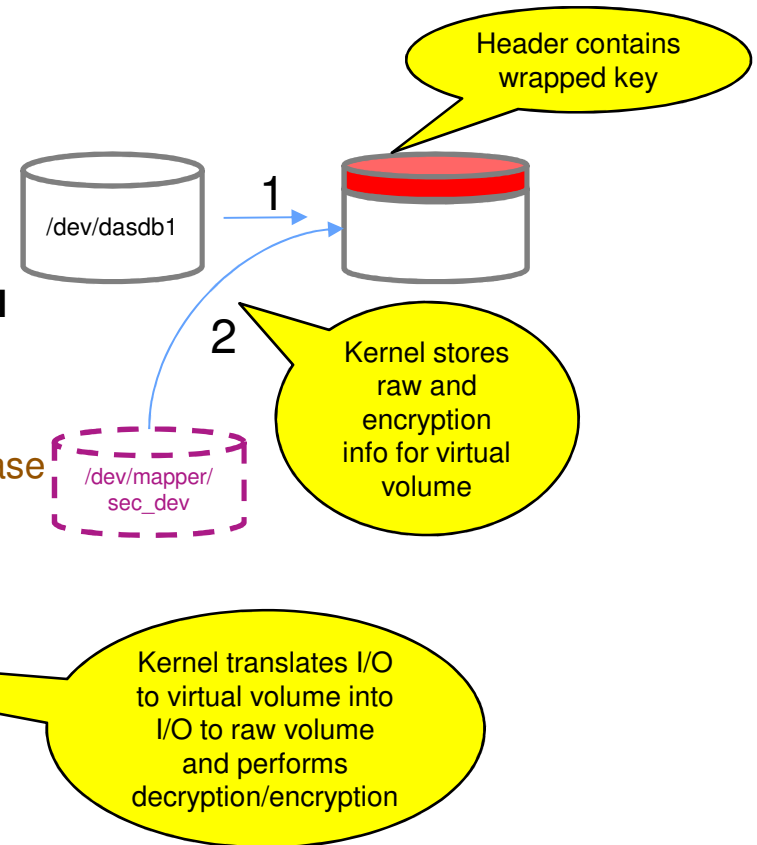 Header contains
wrapped key
/dev/dasdb1
1
2
Kernel stores
raw and
encryption
info for virtual
volume
ase
/dev/mapper/
sec_dev
Kernel translates I/O
to virtual volume into
I/O to raw volume
and performs
decryption/encryption